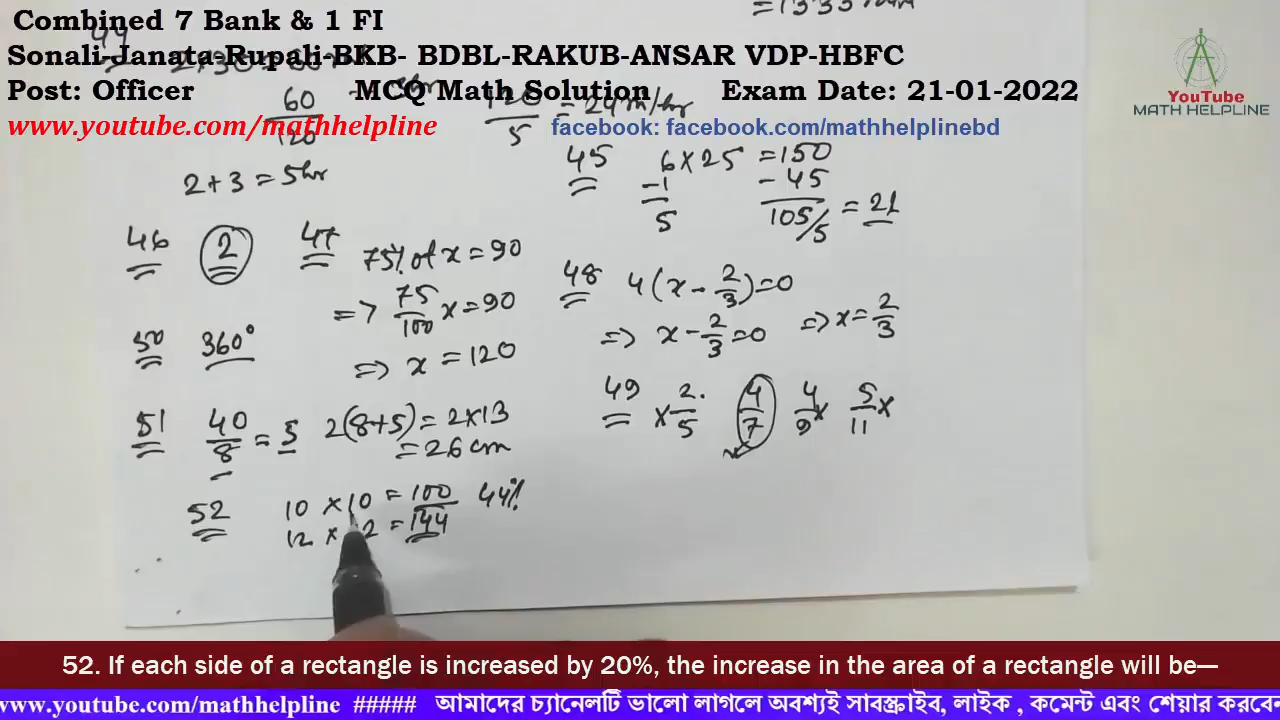 Combined 7 Bank & 1 FI
Sonali-Janata-Rupali-BKB- BDBL-RAKUB-ANSAR VDP-HBFC
Post: Officer MCQ Math Solution Exam Date: 21-01-2022
www.youtube.com/mathhelpline facebook: facebook.com/mathhelplinebd
YouTube
MATH HELPLINE
44
60
120
120/5 = 24 m/hr
2+3 = 5hr
45 6×25 = 150
-1 - 45
5 105/5 = 21
46 2
47 75% of x = 90
=> 75/100 x = 90
=> x = 120
48 4(x - 2/3) = 0
=> x - 2/3 = 0 => x = 2/3
50 360°
49 × 2/5 4/7 4/9 × 5/11 ×
51 40/8 = 5 2(8+5) = 2×13
= 26 cm
52 10 × 10 = 100 44%
12 × 2 = 144
52. If each side of a rectangle is increased by 20%, the increase in the area of a rectangle will be—
www.youtube.com/mathhelpline ##### আমাদের চ্যানেলটি ভালো লাগলে অবশ্যই সাবস্ক্রাইব, লাইক , কমেন্ট এবং শেয়ার করবে